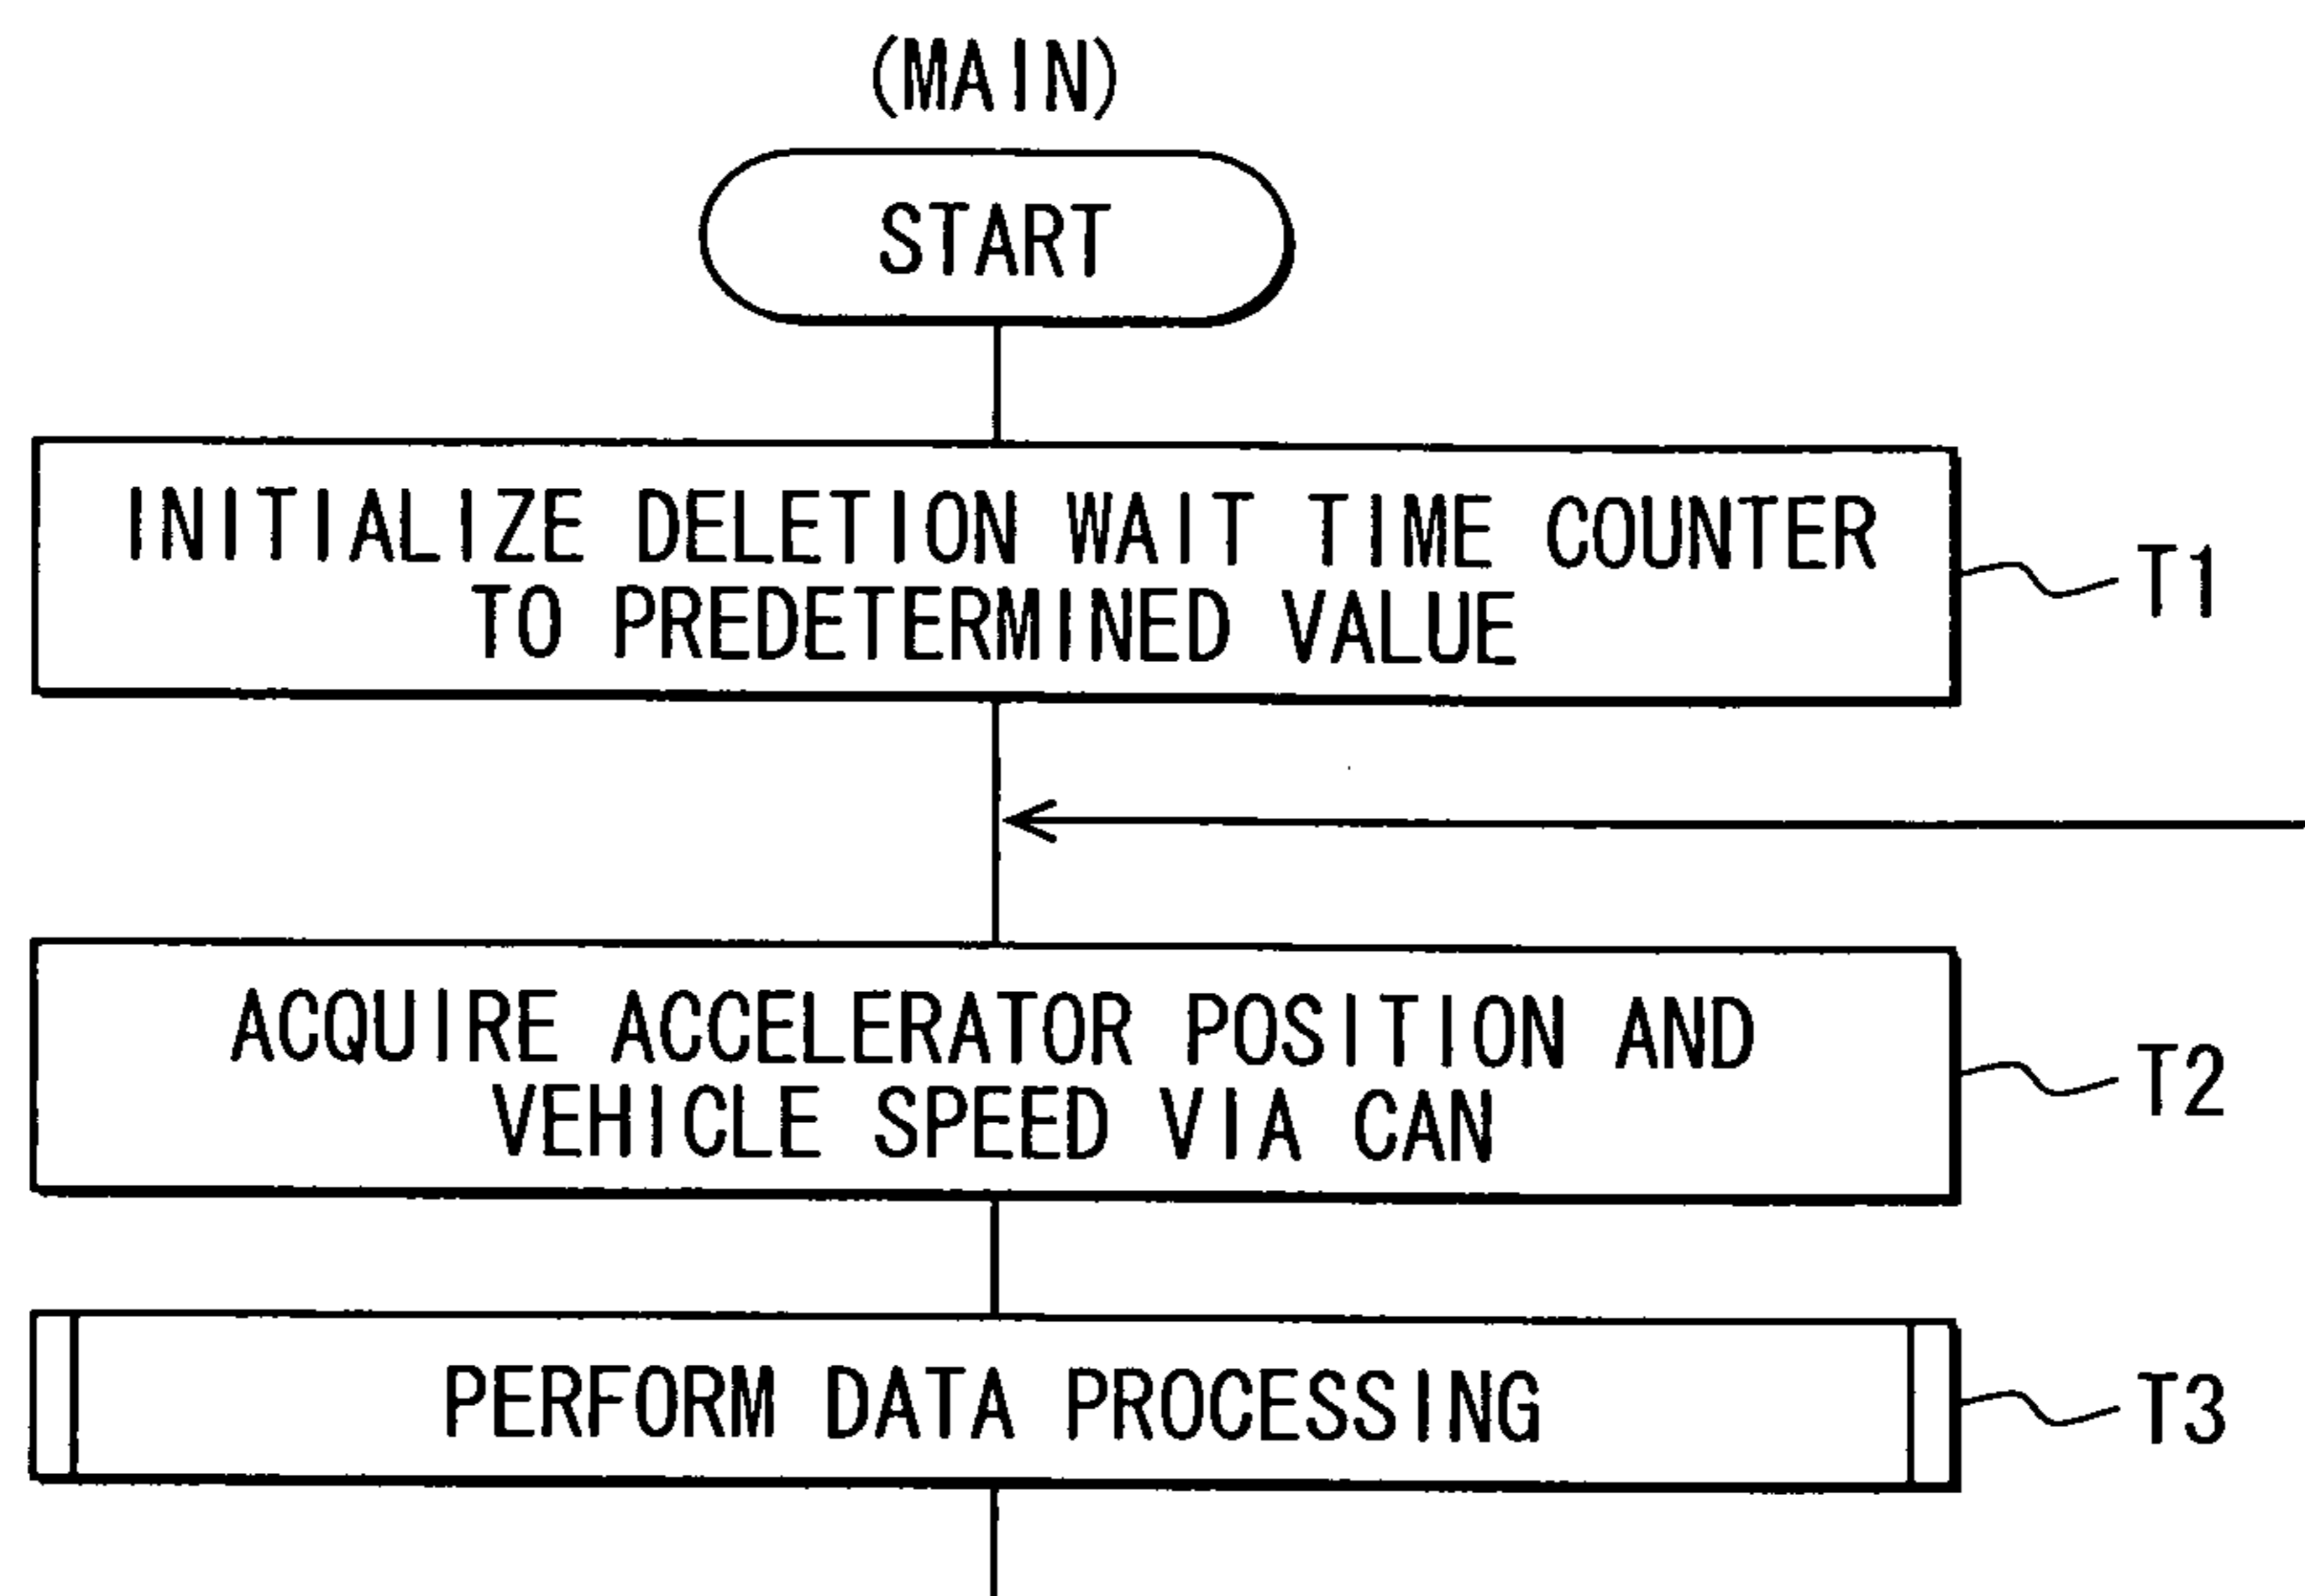 (MAIN)
START
INITIALIZE DELETION WAIT TIME COUNTER
TO PREDETERMINED VALUE
T1
ACQUIRE ACCELERATOR POSITION AND
VEHICLE SPEED VIA CAN
T2
PERFORM DATA PROCESSING
T3